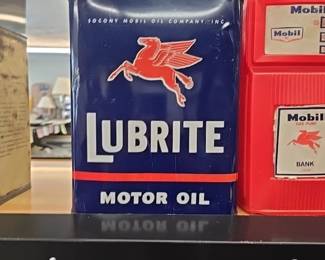 SOCONY MOBIL OIL COMPANY, INC.
LUBRITE
MOTOR OIL
Mobil
Mobil
Mobil
BANK